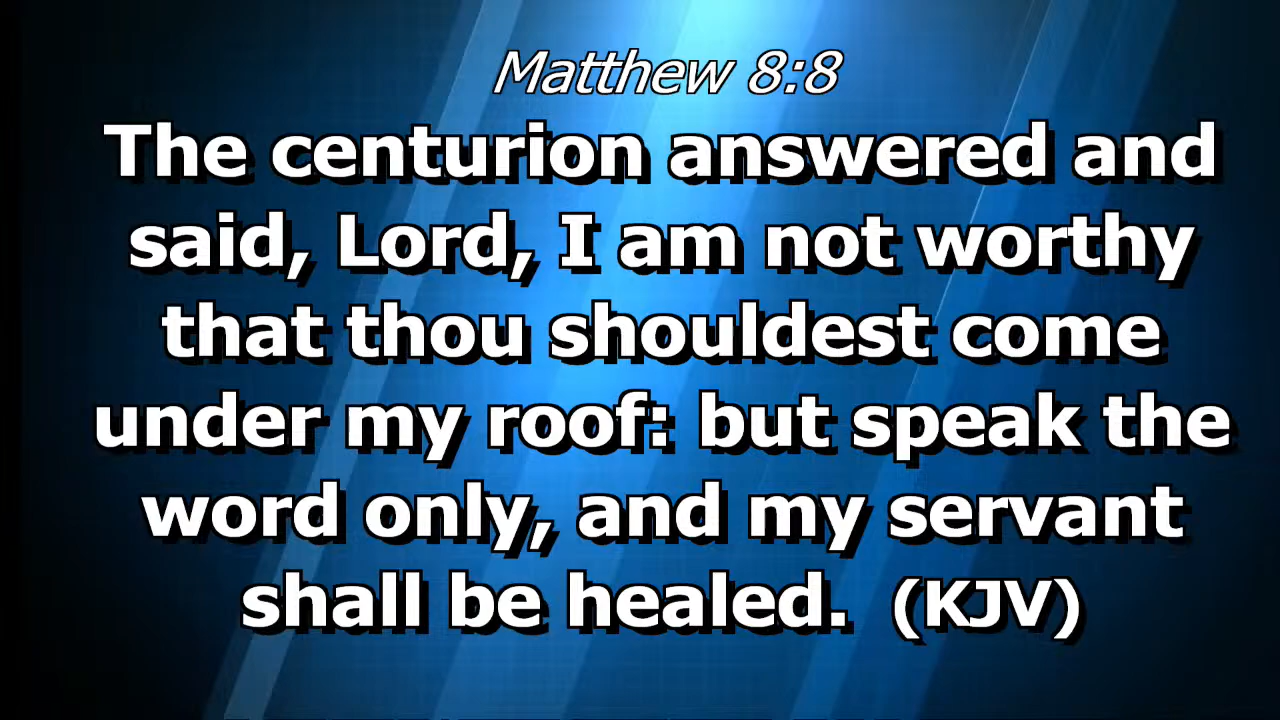 Matthew 8:8
The centurion answered and
said, Lord, I am not worthy
that thou shouldest come
under my roof: but speak the
word only, and my servant
shall be healed. (KJV)